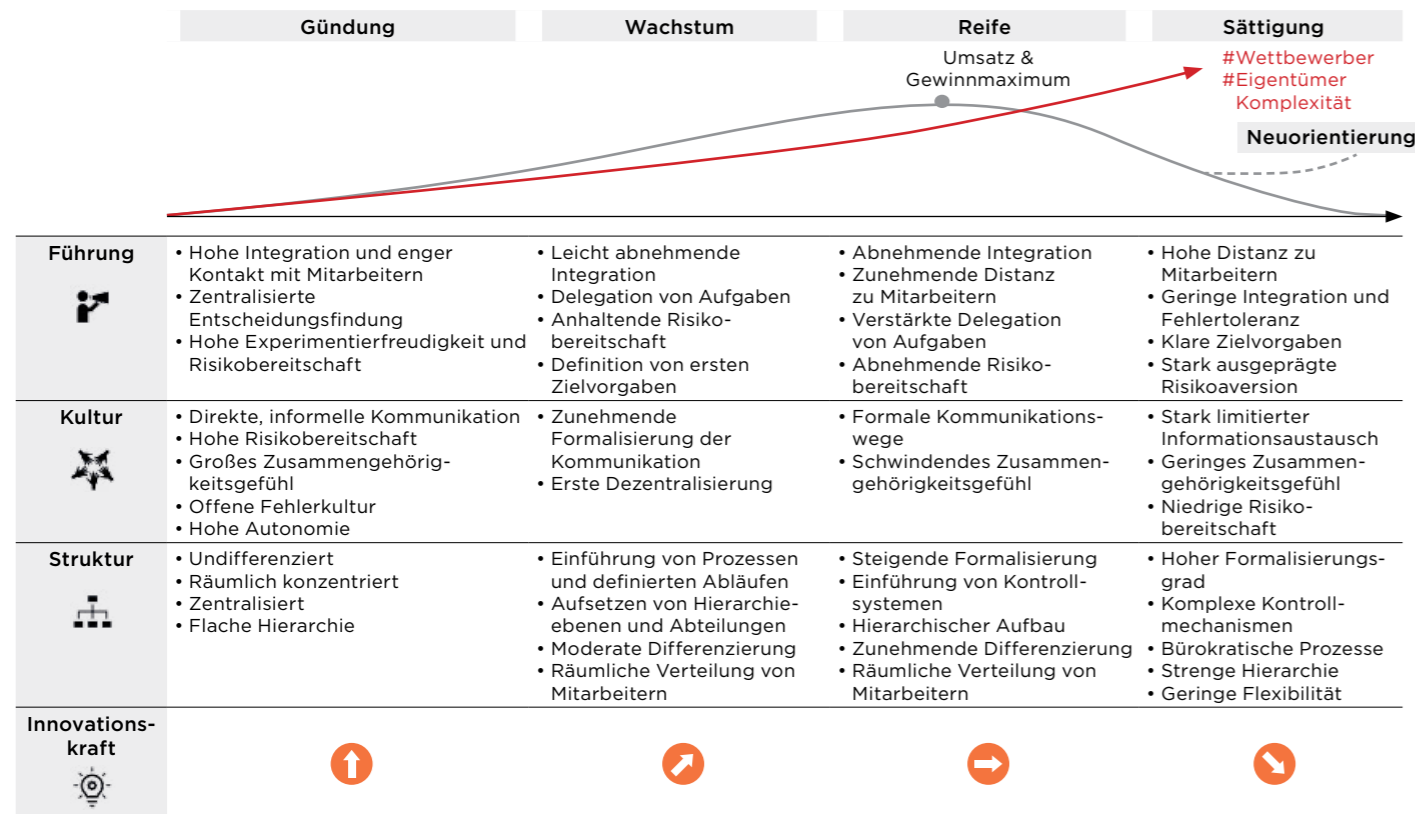 Gündung
Wachstum
Reife
Sättigung
Umsatz &
Gewinnmaximum
#Wettbewerber
#Eigentümer
Komplexität
Neuorientierung
Führung
• Hohe Integration und enger
Kontakt mit Mitarbeitern
• Zentralisierte
Entscheidungsfindung
• Hohe Experimentierfreudigkeit und
Risikobereitschaft
• Leicht abnehmende
Integration
• Delegation von Aufgaben
• Anhaltende Risiko-
bereitschaft
• Definition von ersten
Zielvorgaben
• Abnehmende Integration
• Zunehmende Distanz
zu Mitarbeitern
• Verstärkte Delegation
von Aufgaben
• Abnehmende Risiko-
bereitschaft
• Hohe Distanz zu
Mitarbeitern
• Geringe Integration und
Fehlertoleranz
• Klare Zielvorgaben
• Stark ausgeprägte
Risikoaversion
Kultur
• Direkte, informelle Kommunikation
• Hohe Risikobereitschaft
• Großes Zusammengehörig-
keitsgefühl
• Offene Fehlerkultur
• Hohe Autonomie
• Zunehmende
Formalisierung der
Kommunikation
• Erste Dezentralisierung
• Formale Kommunikations-
wege
• Schwindendes Zusammen-
gehörigkeitsgefühl
• Stark limitierter
Informationsaustausch
• Geringes Zusammen-
gehörigkeitsgefühl
• Niedrige Risiko-
bereitschaft
Struktur
• Undifferenziert
• Räumlich konzentriert
• Zentralisiert
• Flache Hierarchie
• Einführung von Prozessen
und definierten Abläufen
• Aufsetzen von Hierarchie-
ebenen und Abteilungen
• Moderate Differenzierung
• Räumliche Verteilung von
Mitarbeitern
• Steigende Formalisierung
• Einführung von Kontroll-
systemen
• Hierarchischer Aufbau
• Zunehmende Differenzierung
• Räumliche Verteilung von
Mitarbeitern
• Hoher Formalisierungs-
grad
• Komplexe Kontroll-
mechanismen
• Bürokratische Prozesse
• Strenge Hierarchie
• Geringe Flexibilität
Innovations-
kraft